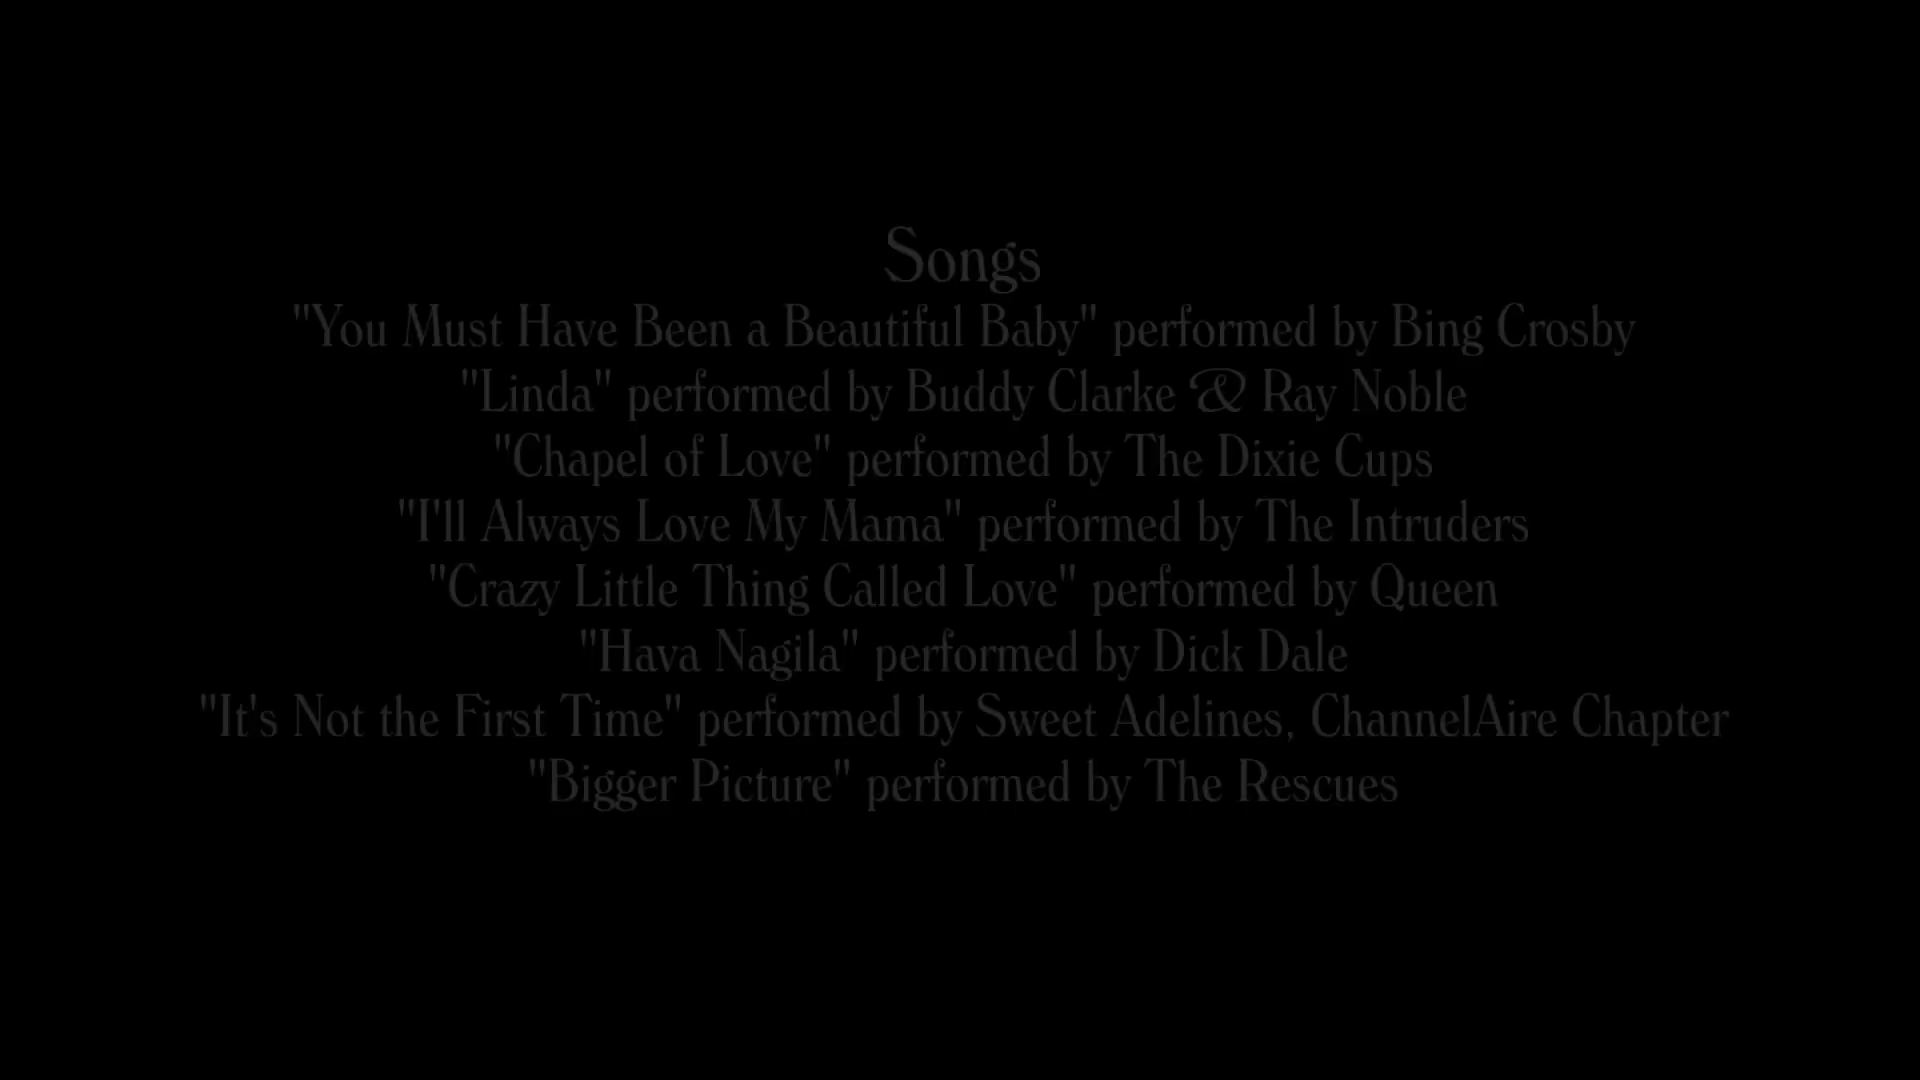 Songs
"You Must Have Been a Beautiful Baby" performed by Bing Crosby
"Linda" performed by Buddy Clarke & Ray Noble
"Chapel of Love" performed by The Dixie Cups
"I'll Always Love My Mama" performed by The Intruders
"Crazy Little Thing Called Love" performed by Queen
"Hava Nagila" performed by Dick Dale
"It's Not the First Time" performed by Sweet Adelines, ChannelAire Chapter
"Bigger Picture" performed by The Rescues